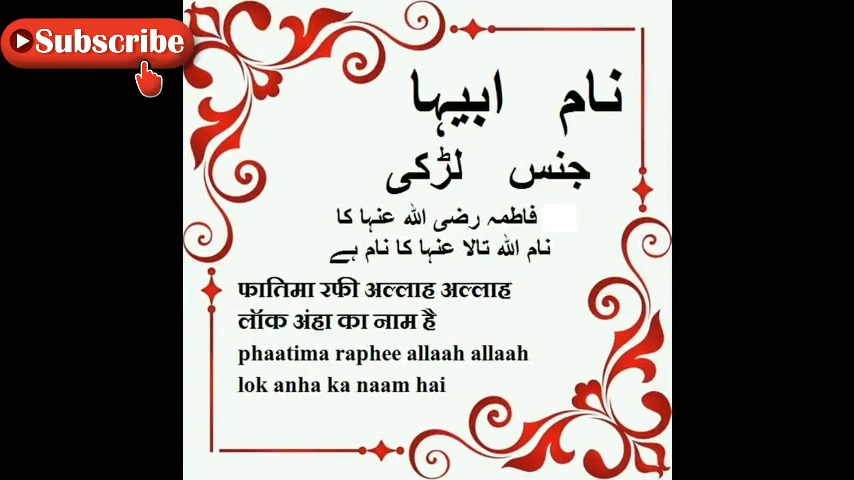 Subscribe
نام ابیہا
جنس لڑکی
فاطمہ رضی اللہ عنہا کا
نام اللہ تالا عنہا کا نام ہے
फातिमा रफी अल्लाह अल्लाह
लॉक अंहा का नाम है
phaatima raphee allaah allaah
lok anha ka naam hai